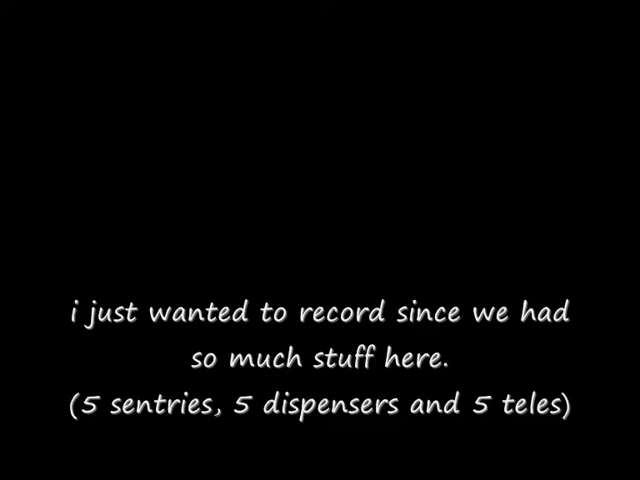 i just wanted to record since we had
so much stuff here.
(5 sentries, 5 dispensers and 5 teles)